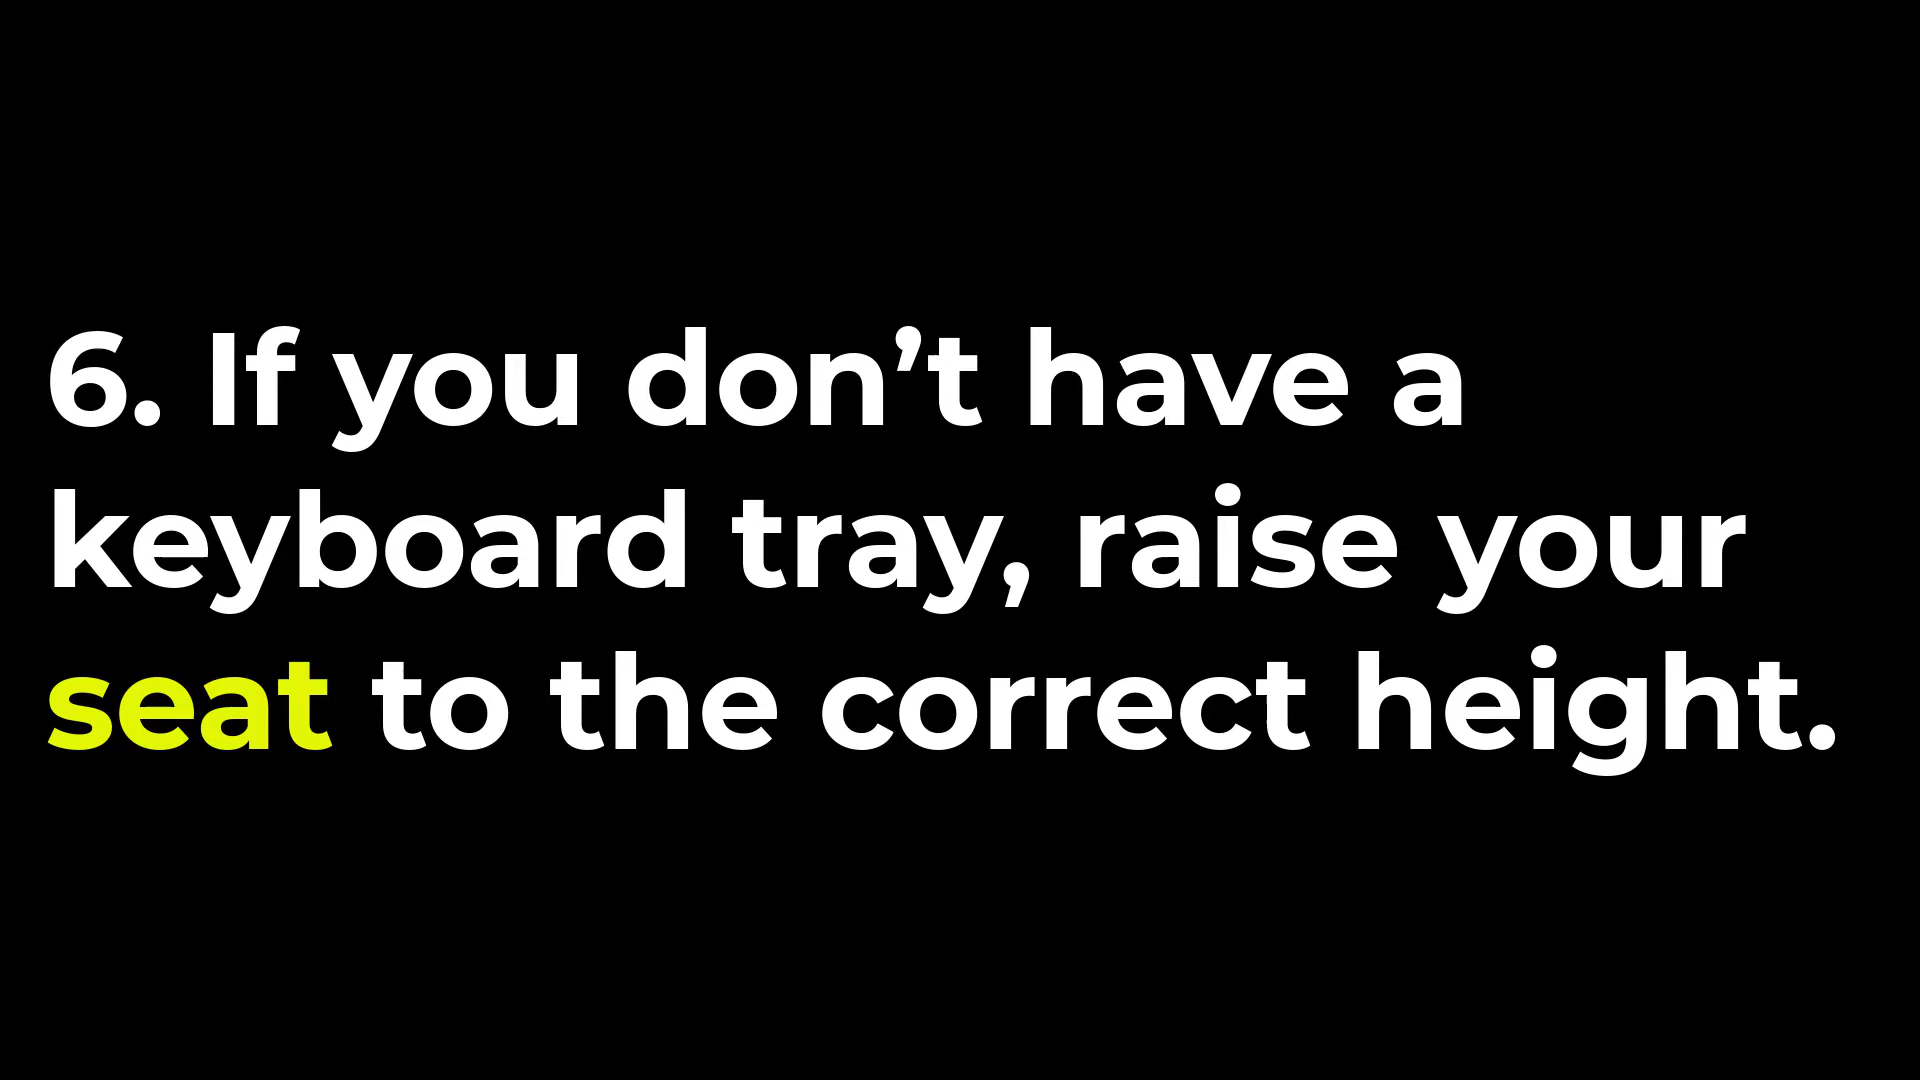 6. If you don’t have a
keyboard tray, raise your
seat to the correct height.